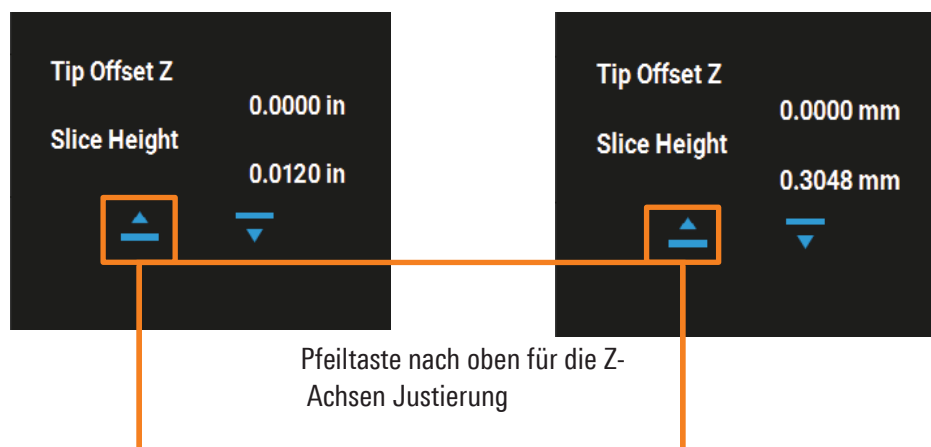 Tip Offset Z
0.0000 in
Slice Height
0.0120 in
Tip Offset Z
0.0000 mm
Slice Height
0.3048 mm
Pfeiltaste nach oben für die Z-
Achsen Justierung